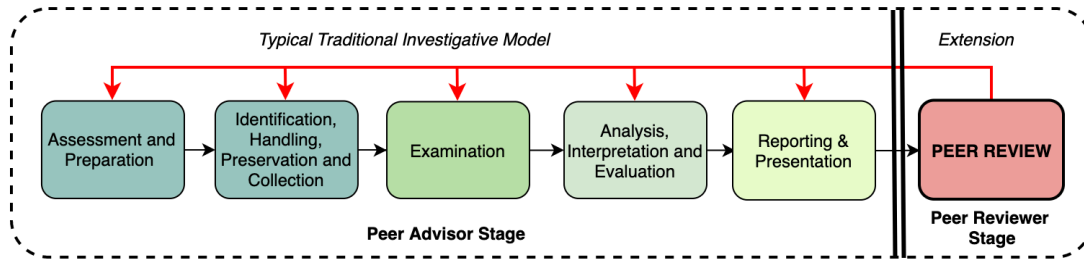 Typical Traditional Investigative Model
Extension
Assessment and
Preparation
Identification,
Handling,
Preservation and
Collection
Examination
Analysis,
Interpretation and
Evaluation
Reporting &
Presentation
PEER REVIEW
Peer Advisor Stage
Peer Reviewer
Stage